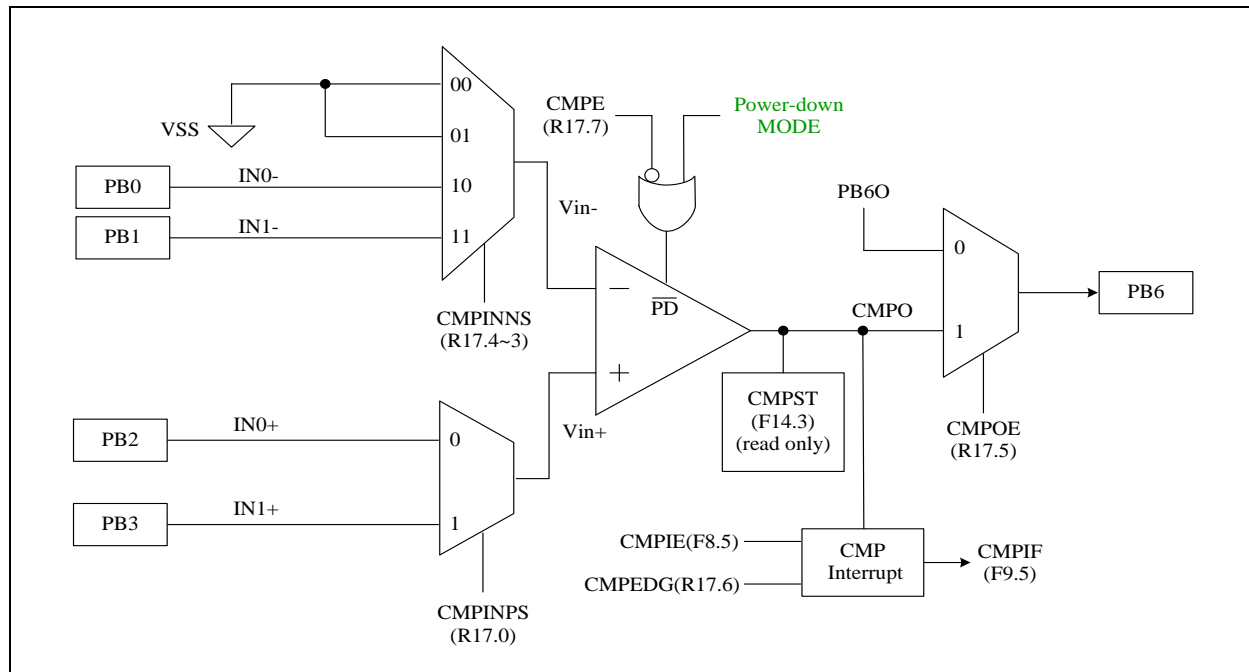 00
VSS
01
PB0
IN0-
10
PB1
IN1-
11
CMPINNS
(R17.4~3)
CMPE
(R17.7)
Power-down
MODE
Vin-
PD
PB2
IN0+
0
PB3
IN1+
1
CMPINPS
(R17.0)
Vin+
CMPO
CMPST
(F14.3)
(read only)
PB6O
0
1
PB6
CMPOE
(R17.5)
CMPIE(F8.5)
CMPEDG(R17.6)
CMP
Interrupt
CMPIF
(F9.5)